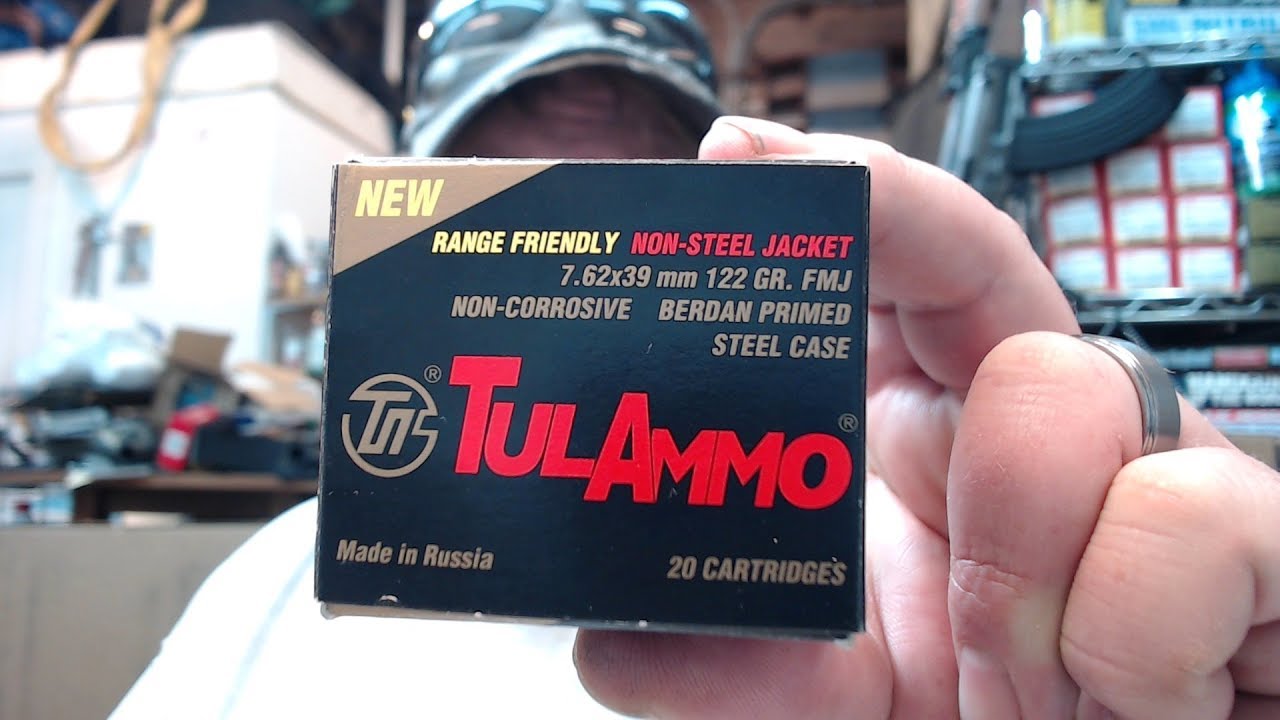 NEW
RANGE FRIENDLY NON-STEEL JACKET
7.62x39 mm 122 GR. FMJ
NON-CORROSIVE BERDAN PRIMED
STEEL CASE
® TULAMMO®
Made in Russia
20 CARTRIDGES